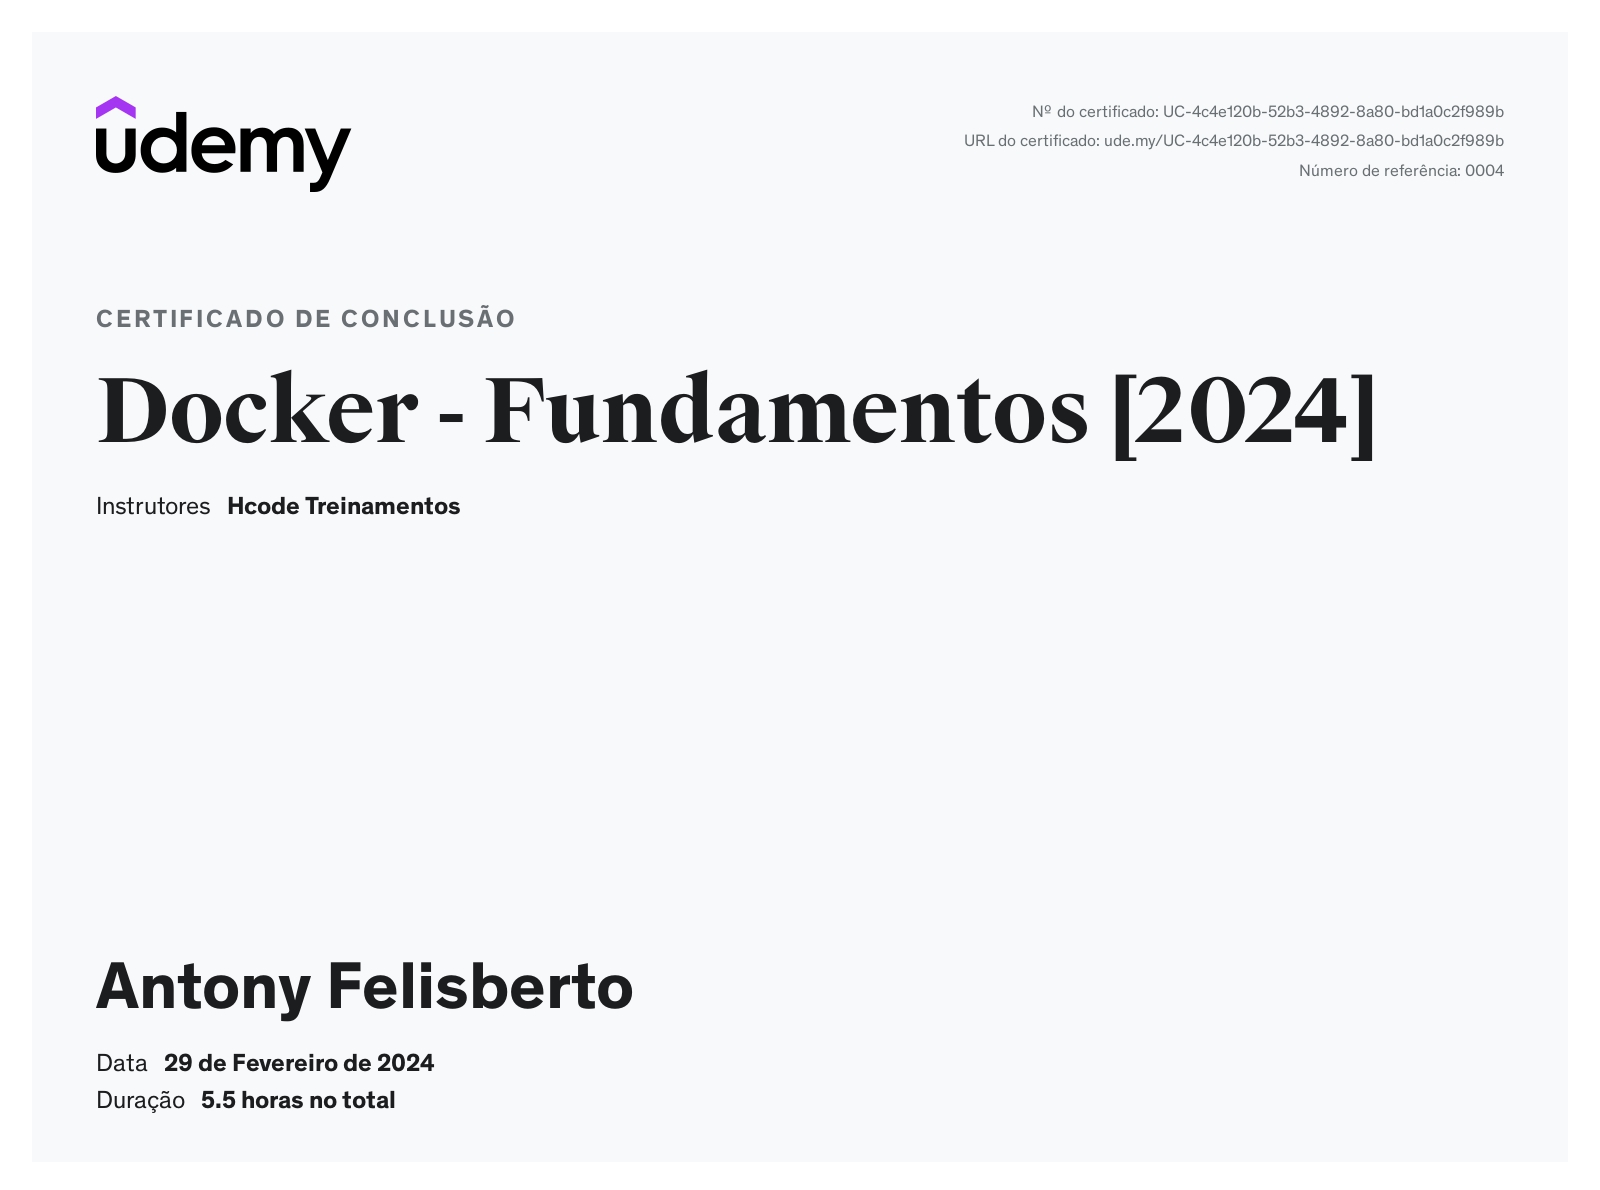 udemy
Nº do certificado: UC-4c4e120b-52b3-4892-8a80-bd1a0c2f989b
URL do certificado: ude.my/UC-4c4e120b-52b3-4892-8a80-bd1a0c2f989b
Número de referência: 0004
CERTIFICADO DE CONCLUSÃO
Docker - Fundamentos [2024]
Instrutores Hcode Treinamentos
Antony Felisberto
Data 29 de Fevereiro de 2024
Duração 5.5 horas no total